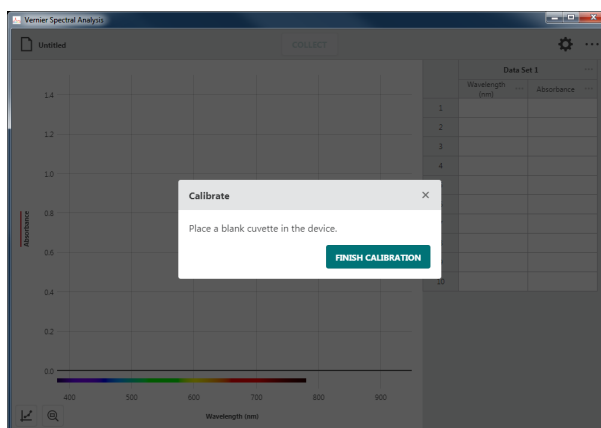 Vernier Spectral Analysis
Untitled
COLLECT
Data Set 1
Wavelength (nm)
Absorbance
1
2
3
4
10
1.4
1.2
1.0
0.8
0.6
0.4
0.2
0.0
Absorbance
Calibrate
Place a blank cuvette in the device.
FINISH CALIBRATION
400 500 600 700 800 900
Wavelength (nm)